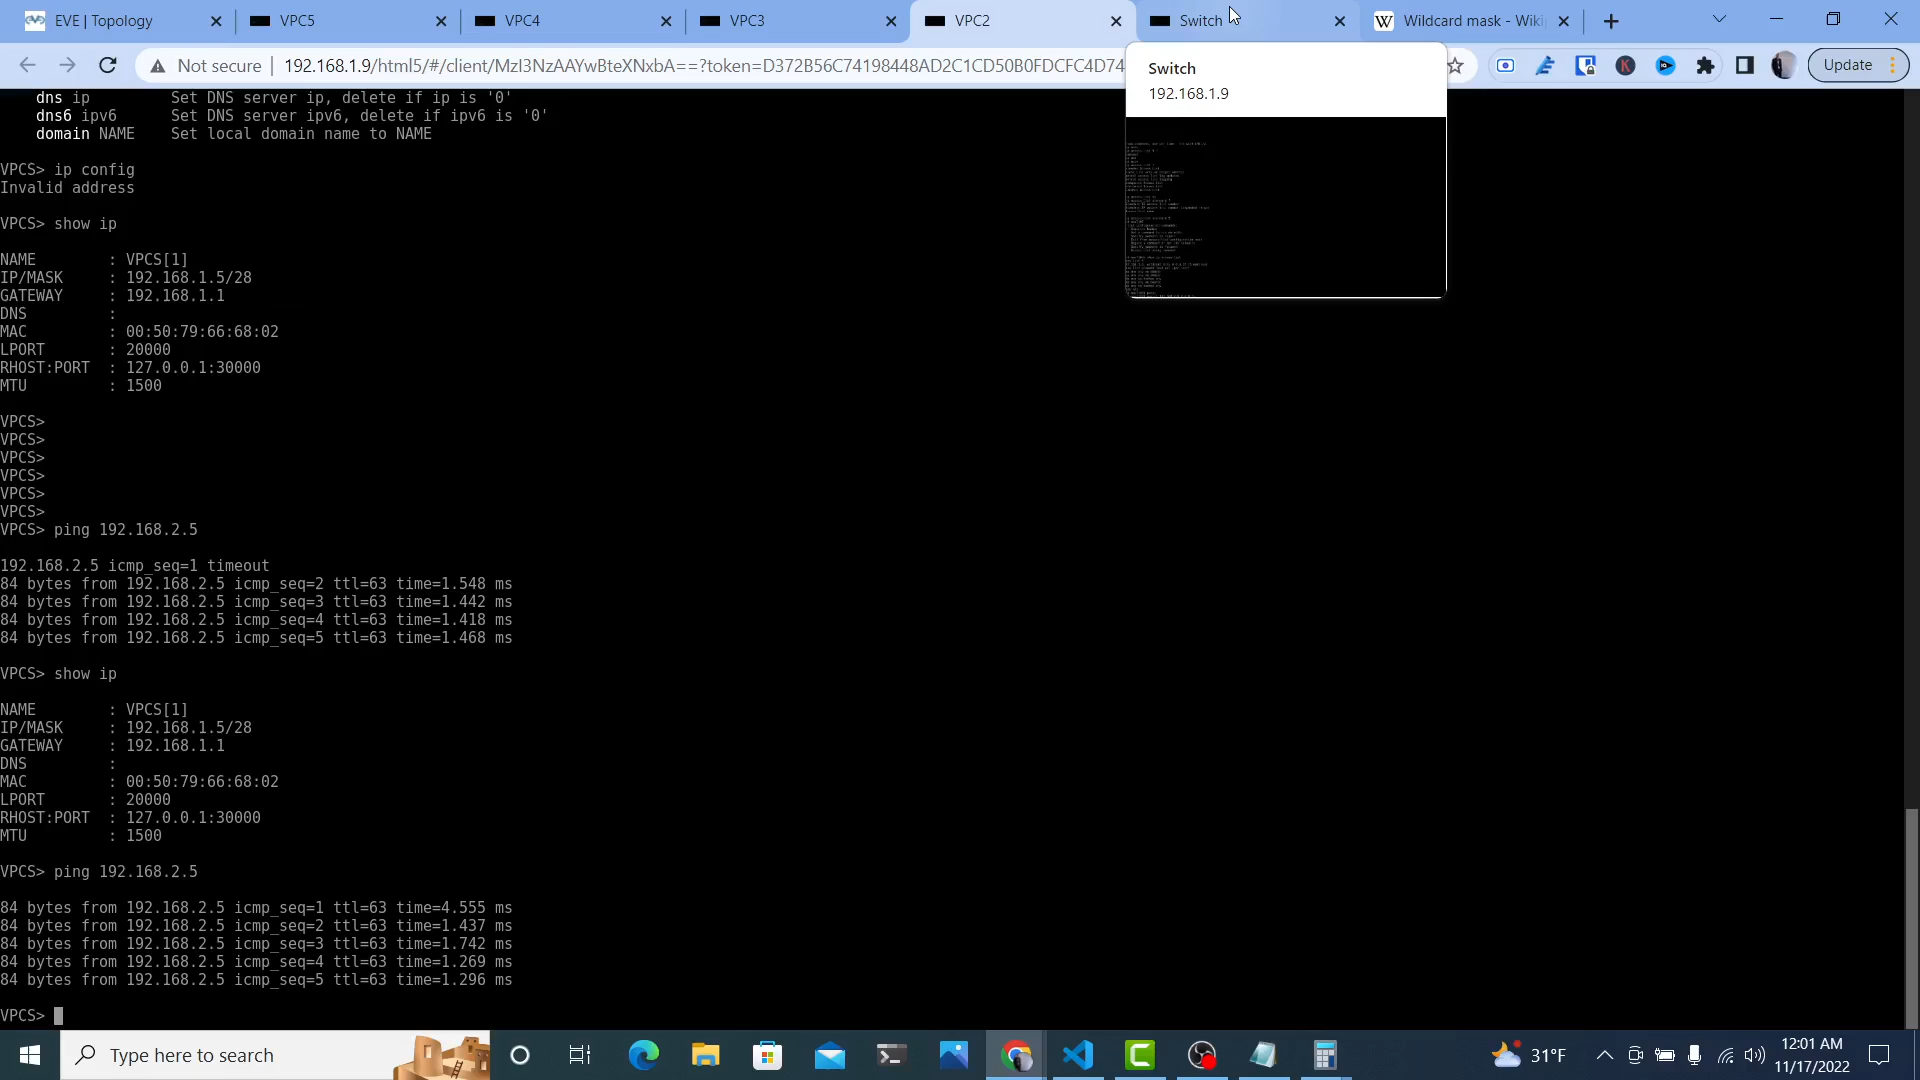 EVE | Topology
VPC5
VPC4
VPC3
VPC2
Switch
Wildcard mask - Wiki
Not secure
192.168.1.9/html5/#/client/MzI3NzAAYwBteXNxbA==?token=D372B56C74198448AD2C1CD50B0FDCFC4D74
Update
Switch
192.168.1.9
dns ip Set DNS server ip, delete if ip is '0'
dns6 ipv6 Set DNS server ipv6, delete if ipv6 is '0'
domain NAME Set local domain name to NAME
VPCS> ip config
Invalid address
VPCS> show ip
NAME : VPCS[1]
IP/MASK : 192.168.1.5/28
GATEWAY : 192.168.1.1
DNS :
MAC : 00:50:79:66:68:02
LPORT : 20000
RHOST:PORT : 127.0.0.1:30000
MTU : 1500
VPCS>
VPCS>
VPCS>
VPCS>
VPCS>
VPCS>
VPCS> ping 192.168.2.5
192.168.2.5 icmp_seq=1 timeout
84 bytes from 192.168.2.5 icmp_seq=2 ttl=63 time=1.548 ms
84 bytes from 192.168.2.5 icmp_seq=3 ttl=63 time=1.442 ms
84 bytes from 192.168.2.5 icmp_seq=4 ttl=63 time=1.418 ms
84 bytes from 192.168.2.5 icmp_seq=5 ttl=63 time=1.468 ms
VPCS> show ip
NAME : VPCS[1]
IP/MASK : 192.168.1.5/28
GATEWAY : 192.168.1.1
DNS :
MAC : 00:50:79:66:68:02
LPORT : 20000
RHOST:PORT : 127.0.0.1:30000
MTU : 1500
VPCS> ping 192.168.2.5
84 bytes from 192.168.2.5 icmp_seq=1 ttl=63 time=4.555 ms
84 bytes from 192.168.2.5 icmp_seq=2 ttl=63 time=1.437 ms
84 bytes from 192.168.2.5 icmp_seq=3 ttl=63 time=1.742 ms
84 bytes from 192.168.2.5 icmp_seq=4 ttl=63 time=1.269 ms
84 bytes from 192.168.2.5 icmp_seq=5 ttl=63 time=1.296 ms
VPCS>
Type here to search
31°F
12:01 AM
11/17/2022